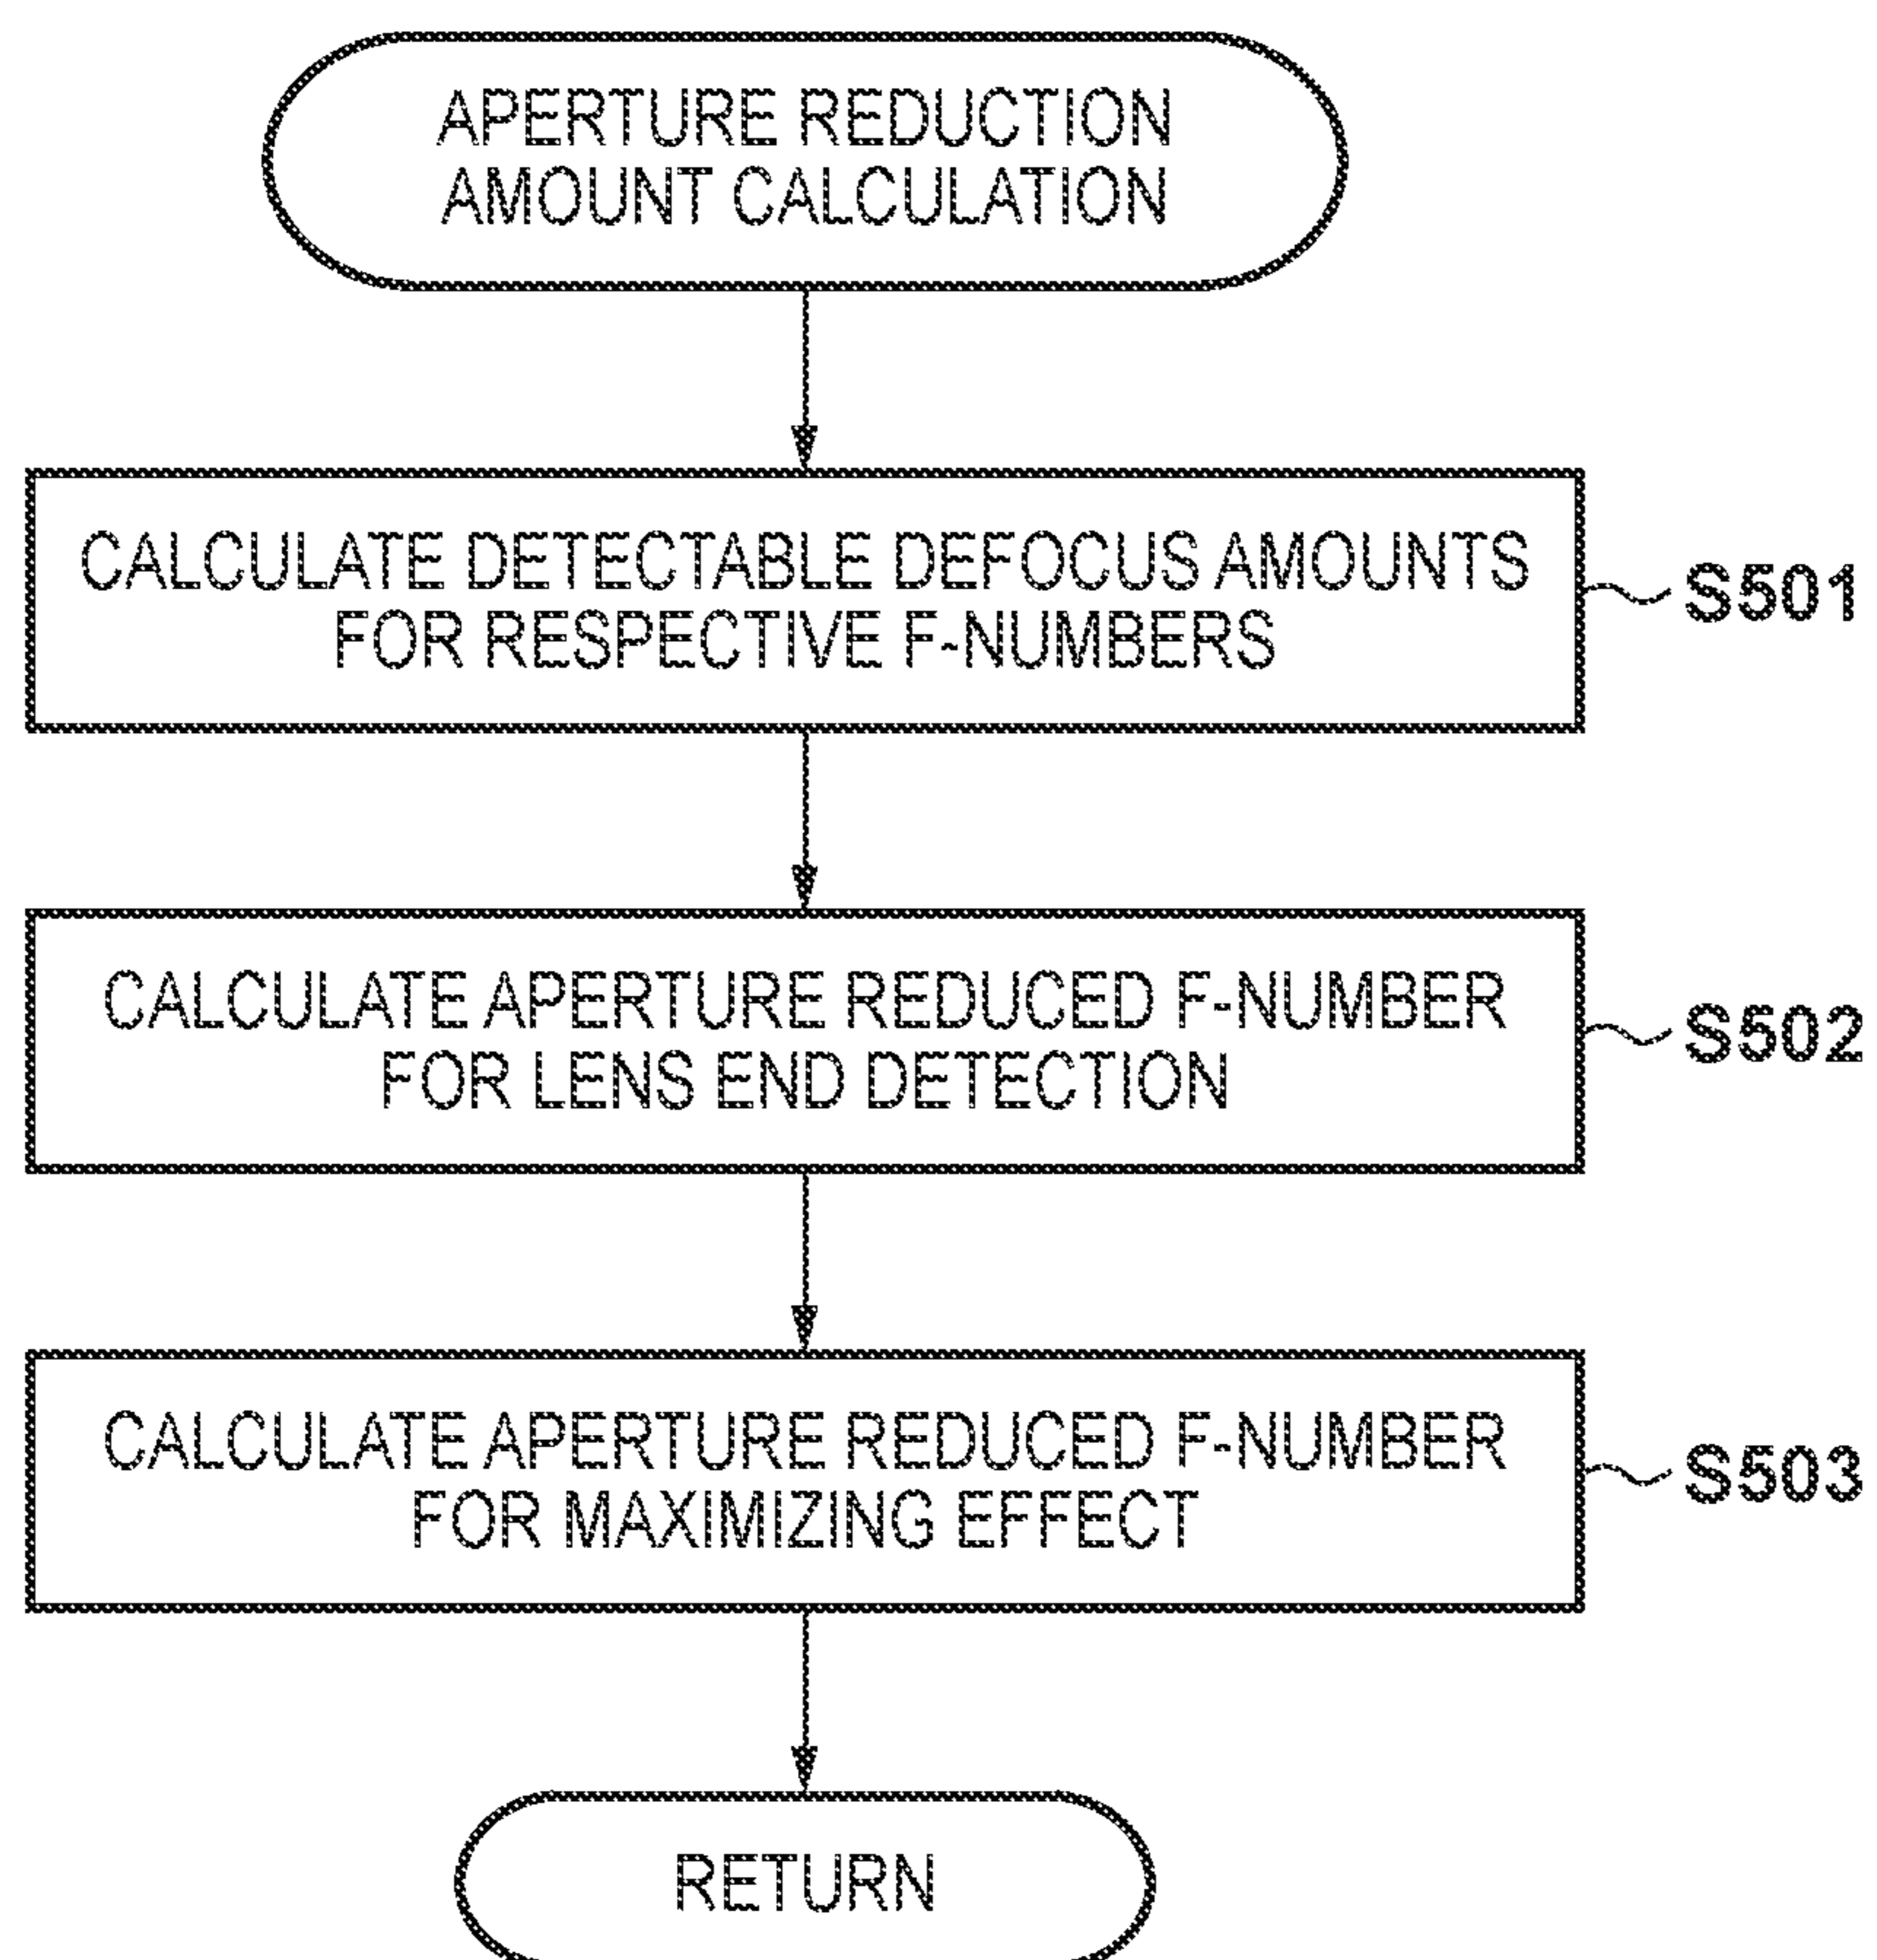 APERTURE REDUCTION
AMOUNT CALCULATION
CALCULATE DETECTABLE DEFOCUS AMOUNTS
FOR RESPECTIVE F-NUMBERS
S501
CALCULATE APERTURE REDUCED F-NUMBER
FOR LENS END DETECTION
S502
CALCULATE APERTURE REDUCED F-NUMBER
FOR MAXIMIZING EFFECT
S503
RETURN